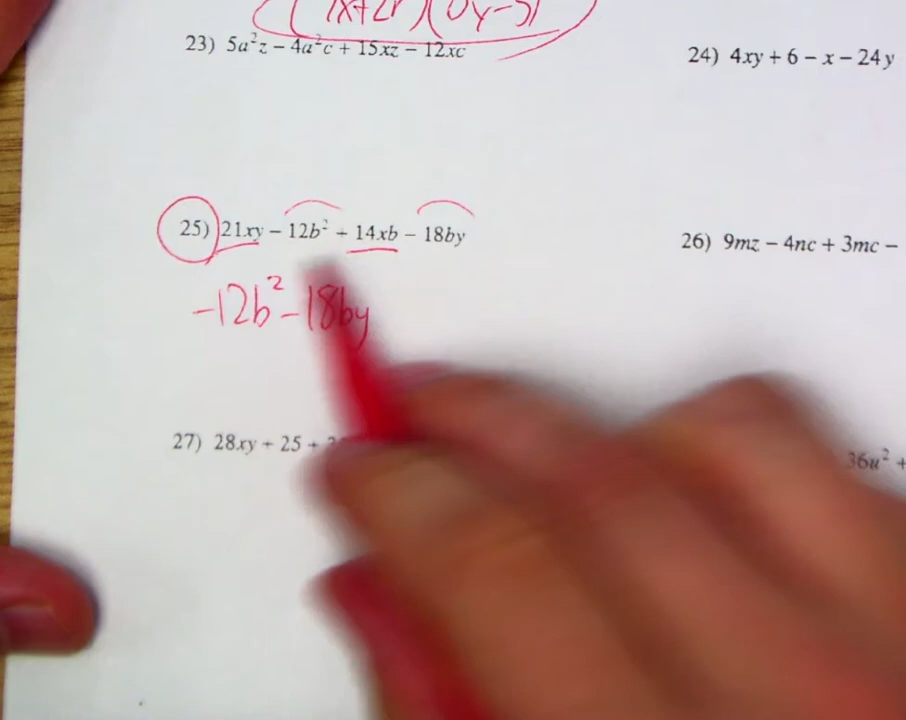 23) 5a²z – 4a²c + 15xz – 12xc
24) 4xy + 6 – x – 24y
25) 21xy – 12b² + 14xb – 18by
26) 9mz – 4nc + 3mc –
-12b² -18by
27) 28xy + 25 +
36u² +